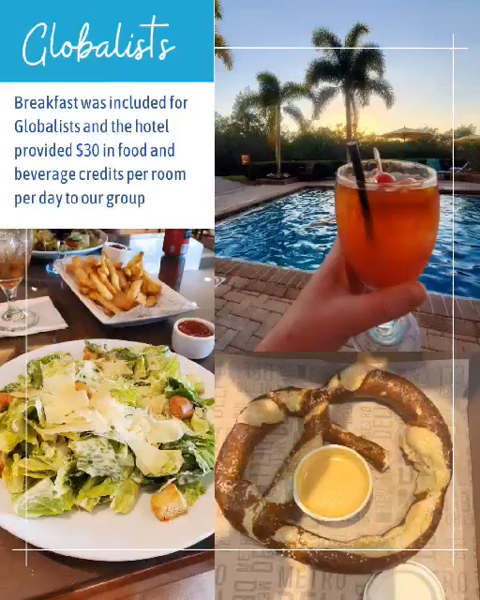 Globalists
Breakfast was included for
Globalists and the hotel
provided $30 in food and
beverage credits per room
per day to our group
METRO